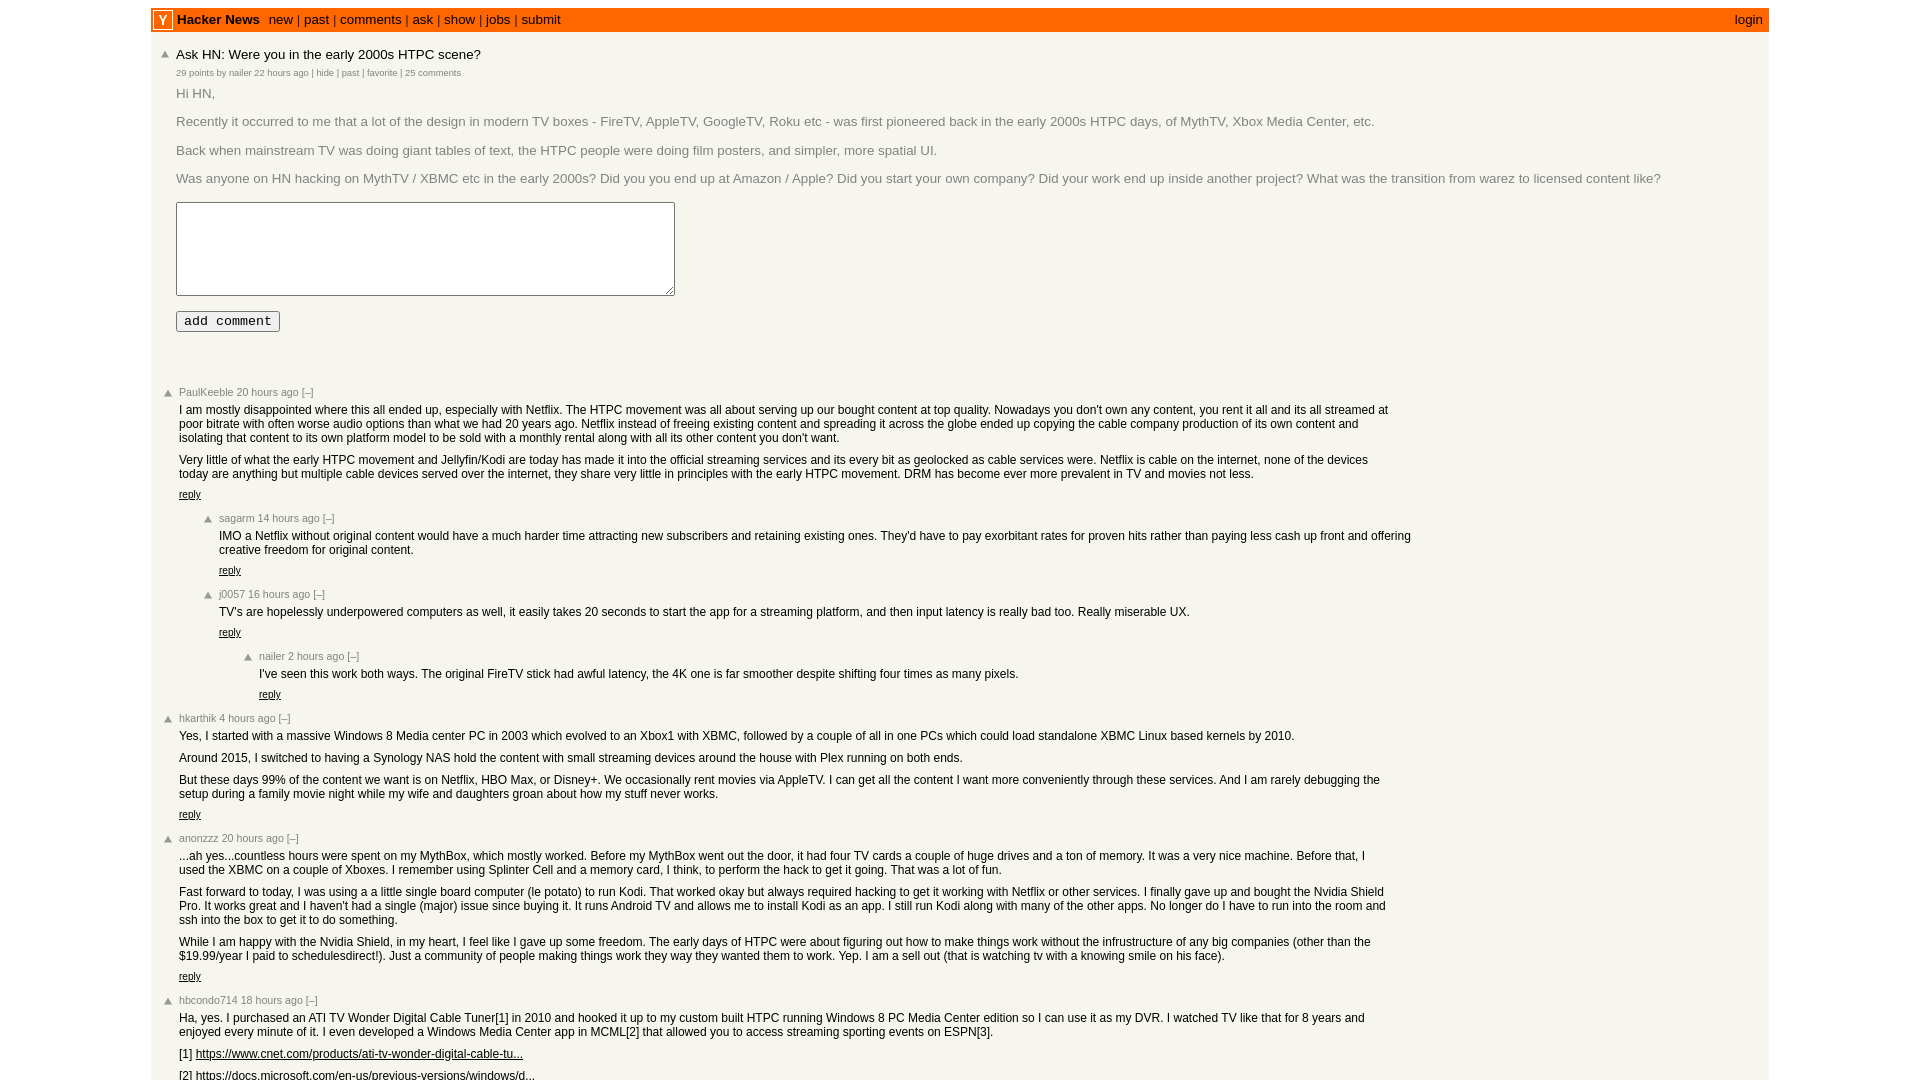 Y Hacker News new | past | comments | ask | show | jobs | submit login
Ask HN: Were you in the early 2000s HTPC scene?
29 points by nailer 22 hours ago | hide | past | favorite | 25 comments
Hi HN,
Recently it occurred to me that a lot of the design in modern TV boxes - FireTV, AppleTV, GoogleTV, Roku etc - was first pioneered back in the early 2000s HTPC days, of MythTV, Xbox Media Center, etc.
Back when mainstream TV was doing giant tables of text, the HTPC people were doing film posters, and simpler, more spatial UI.
Was anyone on HN hacking on MythTV / XBMC etc in the early 2000s? Did you you end up at Amazon / Apple? Did you start your own company? Did your work end up inside another project? What was the transition from warez to licensed content like?
add comment
PaulKeeble 20 hours ago [–]
I am mostly disappointed where this all ended up, especially with Netflix. The HTPC movement was all about serving up our bought content at top quality. Nowadays you don't own any content, you rent it all and its all streamed at
poor bitrate with often worse audio options than what we had 20 years ago. Netflix instead of freeing existing content and spreading it across the globe ended up copying the cable company production of its own content and
isolating that content to its own platform model to be sold with a monthly rental along with all its other content you don't want.
Very little of what the early HTPC movement and Jellyfin/Kodi are today has made it into the official streaming services and its every bit as geolocked as cable services were. Netflix is cable on the internet, none of the devices
today are anything but multiple cable devices served over the internet, they share very little in principles with the early HTPC movement. DRM has become ever more prevalent in TV and movies not less.
reply
sagarm 14 hours ago [–]
IMO a Netflix without original content would have a much harder time attracting new subscribers and retaining existing ones. They'd have to pay exorbitant rates for proven hits rather than paying less cash up front and offering
creative freedom for original content.
reply
j0057 16 hours ago [–]
TV's are hopelessly underpowered computers as well, it easily takes 20 seconds to start the app for a streaming platform, and then input latency is really bad too. Really miserable UX.
reply
nailer 2 hours ago [–]
I've seen this work both ways. The original FireTV stick had awful latency, the 4K one is far smoother despite shifting four times as many pixels.
reply
hkarthik 4 hours ago [–]
Yes, I started with a massive Windows 8 Media center PC in 2003 which evolved to an Xbox1 with XBMC, followed by a couple of all in one PCs which could load standalone XBMC Linux based kernels by 2010.
Around 2015, I switched to having a Synology NAS hold the content with small streaming devices around the house with Plex running on both ends.
But these days 99% of the content we want is on Netflix, HBO Max, or Disney+. We occasionally rent movies via AppleTV. I can get all the content I want more conveniently through these services. And I am rarely debugging the
setup during a family movie night while my wife and daughters groan about how my stuff never works.
reply
anonzzz 20 hours ago [–]
...ah yes...countless hours were spent on my MythBox, which mostly worked. Before my MythBox went out the door, it had four TV cards a couple of huge drives and a ton of memory. It was a very nice machine. Before that, I
used the XBMC on a couple of Xboxes. I remember using Splinter Cell and a memory card, I think, to perform the hack to get it going. That was a lot of fun.
Fast forward to today, I was using a a little single board computer (le potato) to run Kodi. That worked okay but always required hacking to get it working with Netflix or other services. I finally gave up and bought the Nvidia Shield
Pro. It works great and I haven't had a single (major) issue since buying it. It runs Android TV and allows me to install Kodi as an app. I still run Kodi along with many of the other apps. No longer do I have to run into the room and
ssh into the box to get it to do something.
While I am happy with the Nvidia Shield, in my heart, I feel like I gave up some freedom. The early days of HTPC were about figuring out how to make things work without the infrustructure of any big companies (other than the
$19.99/year I paid to schedulesdirect!). Just a community of people making things work they way they wanted them to work. Yep. I am a sell out (that is watching tv with a knowing smile on his face).
reply
hbcondo714 18 hours ago [–]
Ha, yes. I purchased an ATI TV Wonder Digital Cable Tuner[1] in 2010 and hooked it up to my custom built HTPC running Windows 8 PC Media Center edition so I can use it as my DVR. I watched TV like that for 8 years and
enjoyed every minute of it. I even developed a Windows Media Center app in MCML[2] that allowed you to access streaming sporting events on ESPN[3].
[1] https://www.cnet.com/products/ati-tv-wonder-digital-cable-tu...
[2] https://docs.microsoft.com/en-us/previous-versions/windows/d...